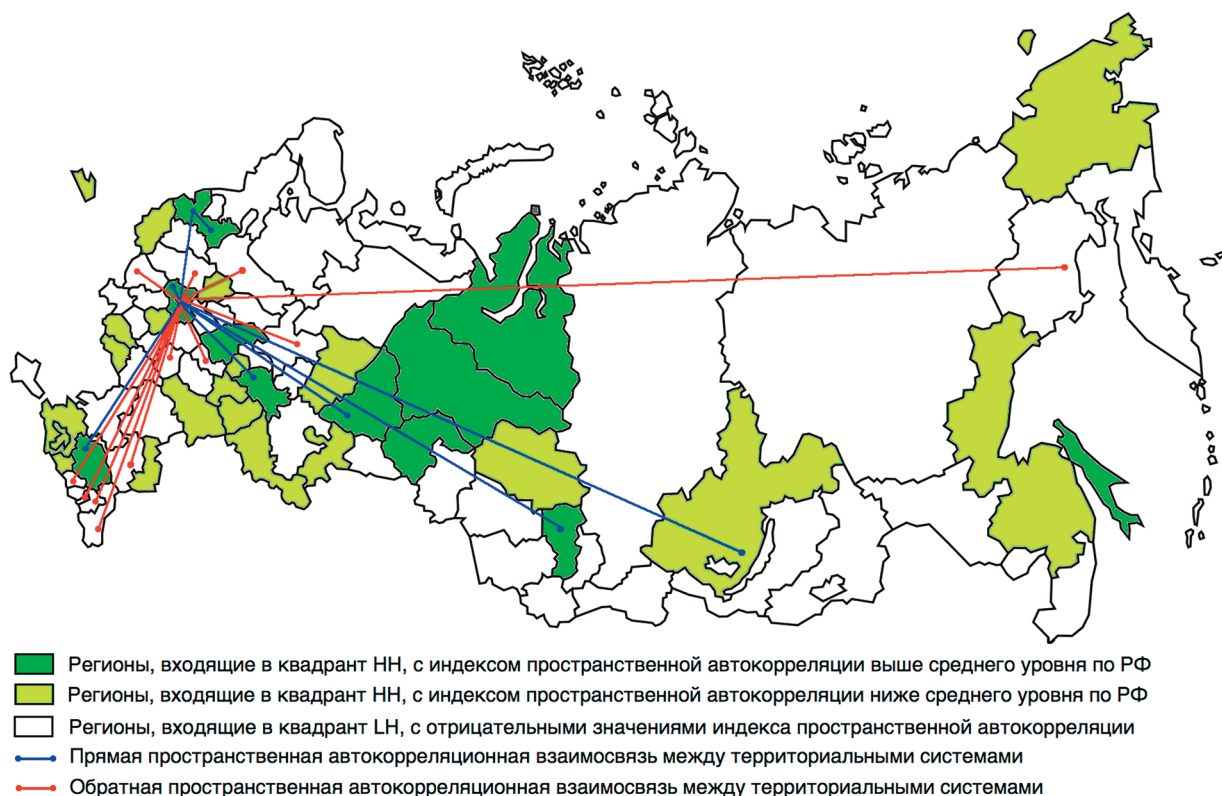 Регионы, входящие в квадрант НН, с индексом пространственной автокорреляции выше среднего уровня по РФ
Регионы, входящие в квадрант НН, с индексом пространственной автокорреляции ниже среднего уровня по РФ
Регионы, входящие в квадрант LH, с отрицательными значениями индекса пространственной автокорреляции
Прямая пространственная автокорреляционная взаимосвязь между территориальными системами
Обратная пространственная автокорреляционная взаимосвязь между территориальными системами